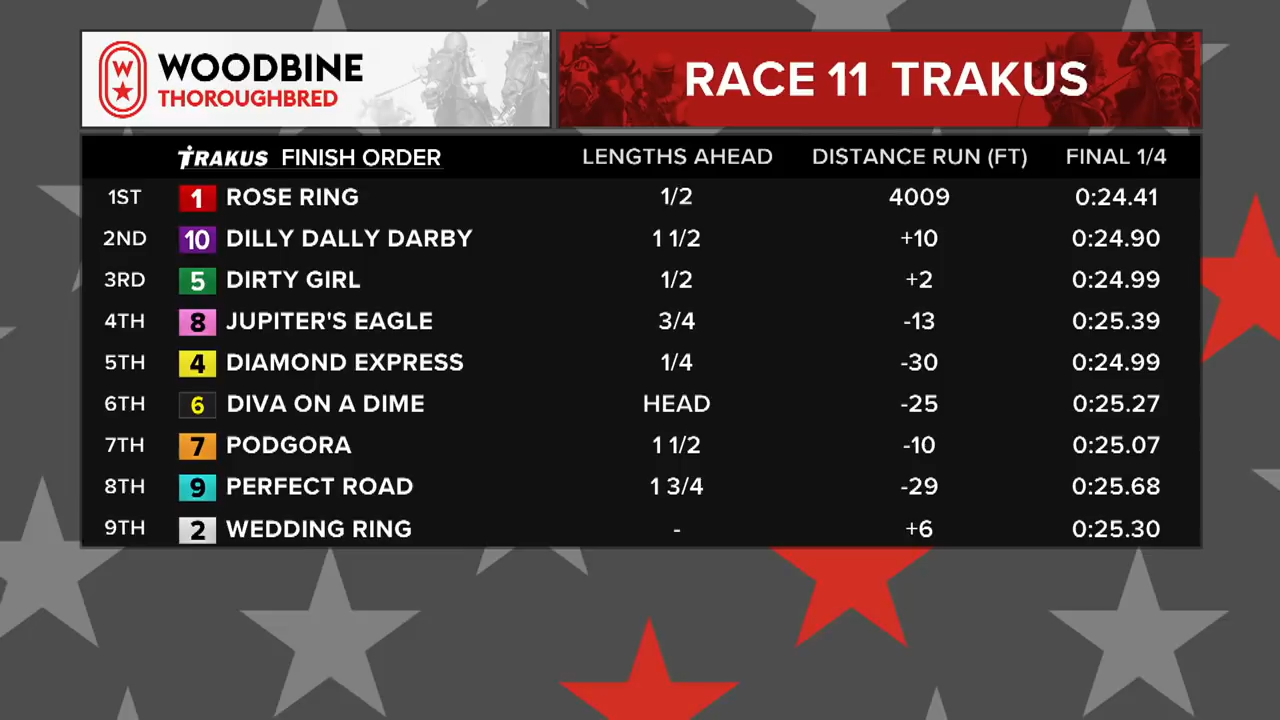 W
WOODBINE
THOROUGHBRED
RACE 11 TRAKUS
TRAKUS FINISH ORDER LENGTHS AHEAD DISTANCE RUN (FT) FINAL 1/4
1ST 1 ROSE RING 1/2 4009 0:24.41
2ND 10 DILLY DALLY DARBY 1 1/2 +10 0:24.90
3RD 5 DIRTY GIRL 1/2 +2 0:24.99
4TH 8 JUPITER'S EAGLE 3/4 -13 0:25.39
5TH 4 DIAMOND EXPRESS 1/4 -30 0:24.99
6TH 6 DIVA ON A DIME HEAD -25 0:25.27
7TH 7 PODGORA 1 1/2 -10 0:25.07
8TH 9 PERFECT ROAD 1 3/4 -29 0:25.68
9TH 2 WEDDING RING - +6 0:25.30